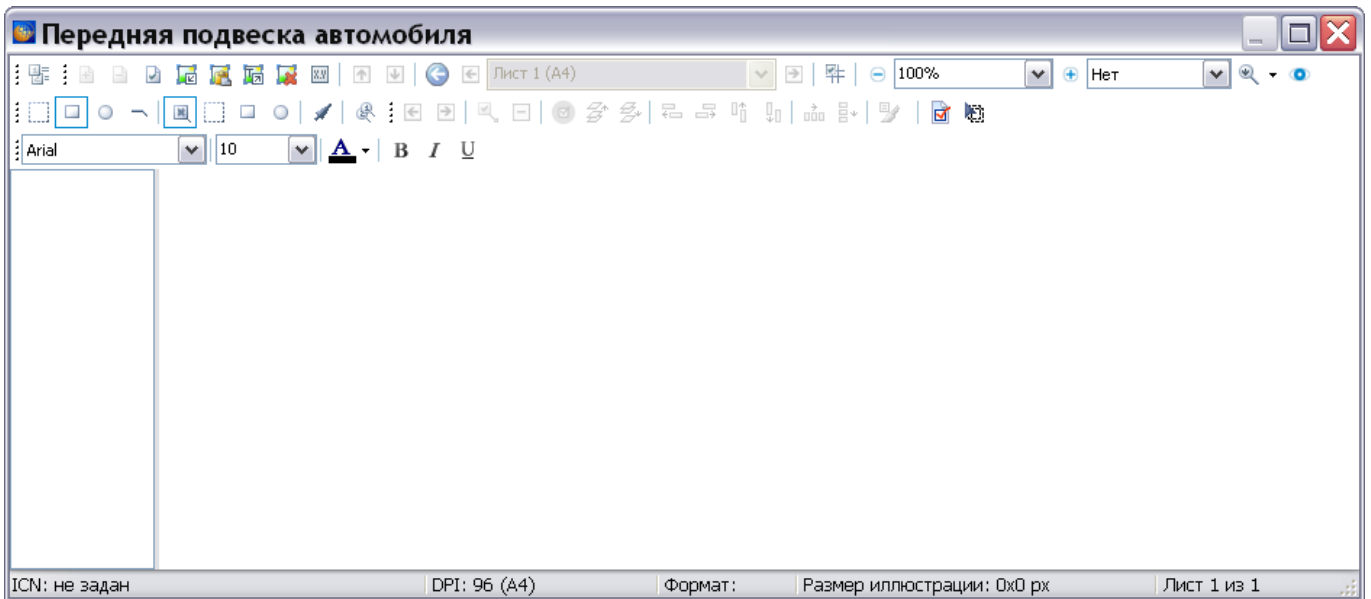 Передняя подвеска автомобиля
Лист 1 (A4) 100% Нет
Arial 10 A B I U
ICN: не задан DPI: 96 (A4) Формат: Размер иллюстрации: 0x0 px Лист 1 из 1